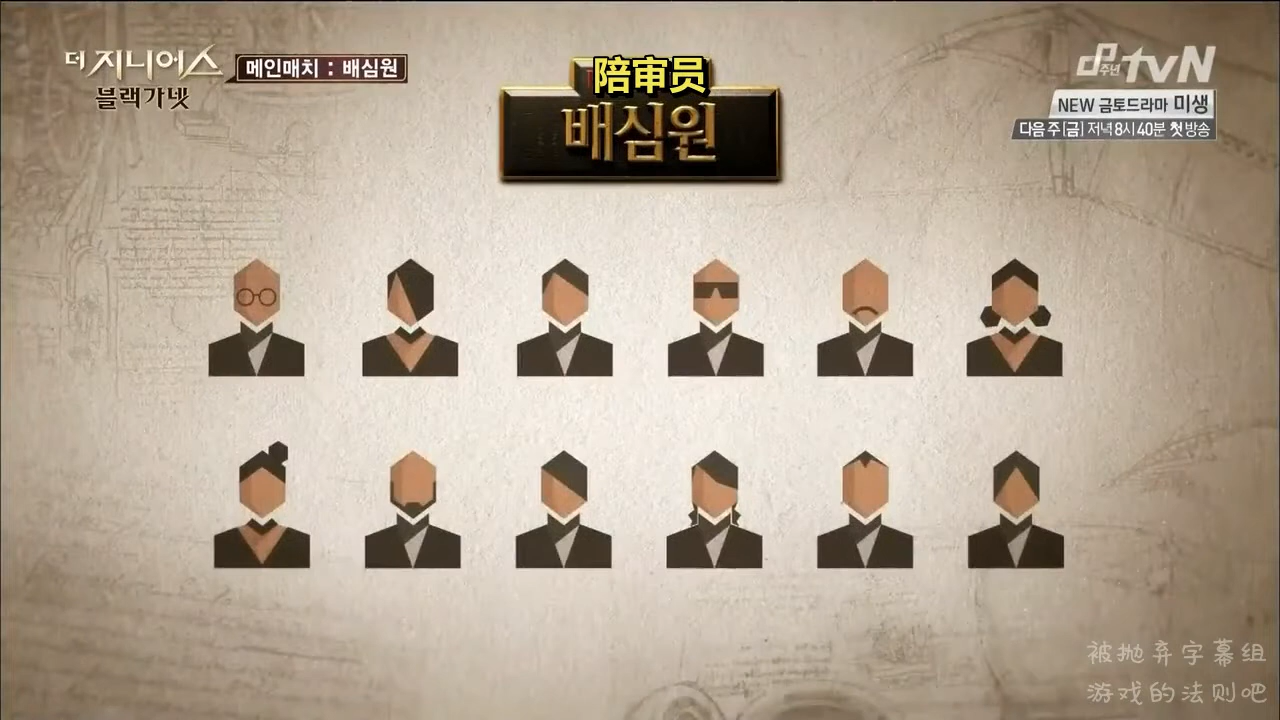 더 지니어스
블랙가넷
메인매치 : 배심원
陪审员
배심원
주년 tvN
NEW 금토드라마 미생
다음 주 [금] 저녁 8시 40분 첫 방송
被抛弃字幕组
游戏的法则吧